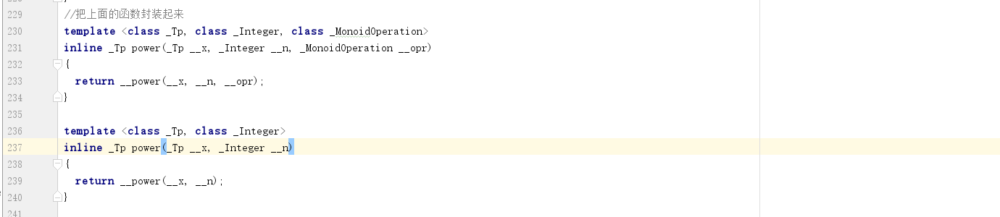 229 //把上面的函数封装起来
230 template <class _Tp, class _Integer, class _MonoidOperation>
231 inline _Tp power(_Tp __x, _Integer __n, _MonoidOperation __opr)
232 {
233 return __power(__x, __n, __opr);
234 }
235
236 template <class _Tp, class _Integer>
237 inline _Tp power(_Tp __x, _Integer __n)
238 {
239 return __power(__x, __n);
240 }
241